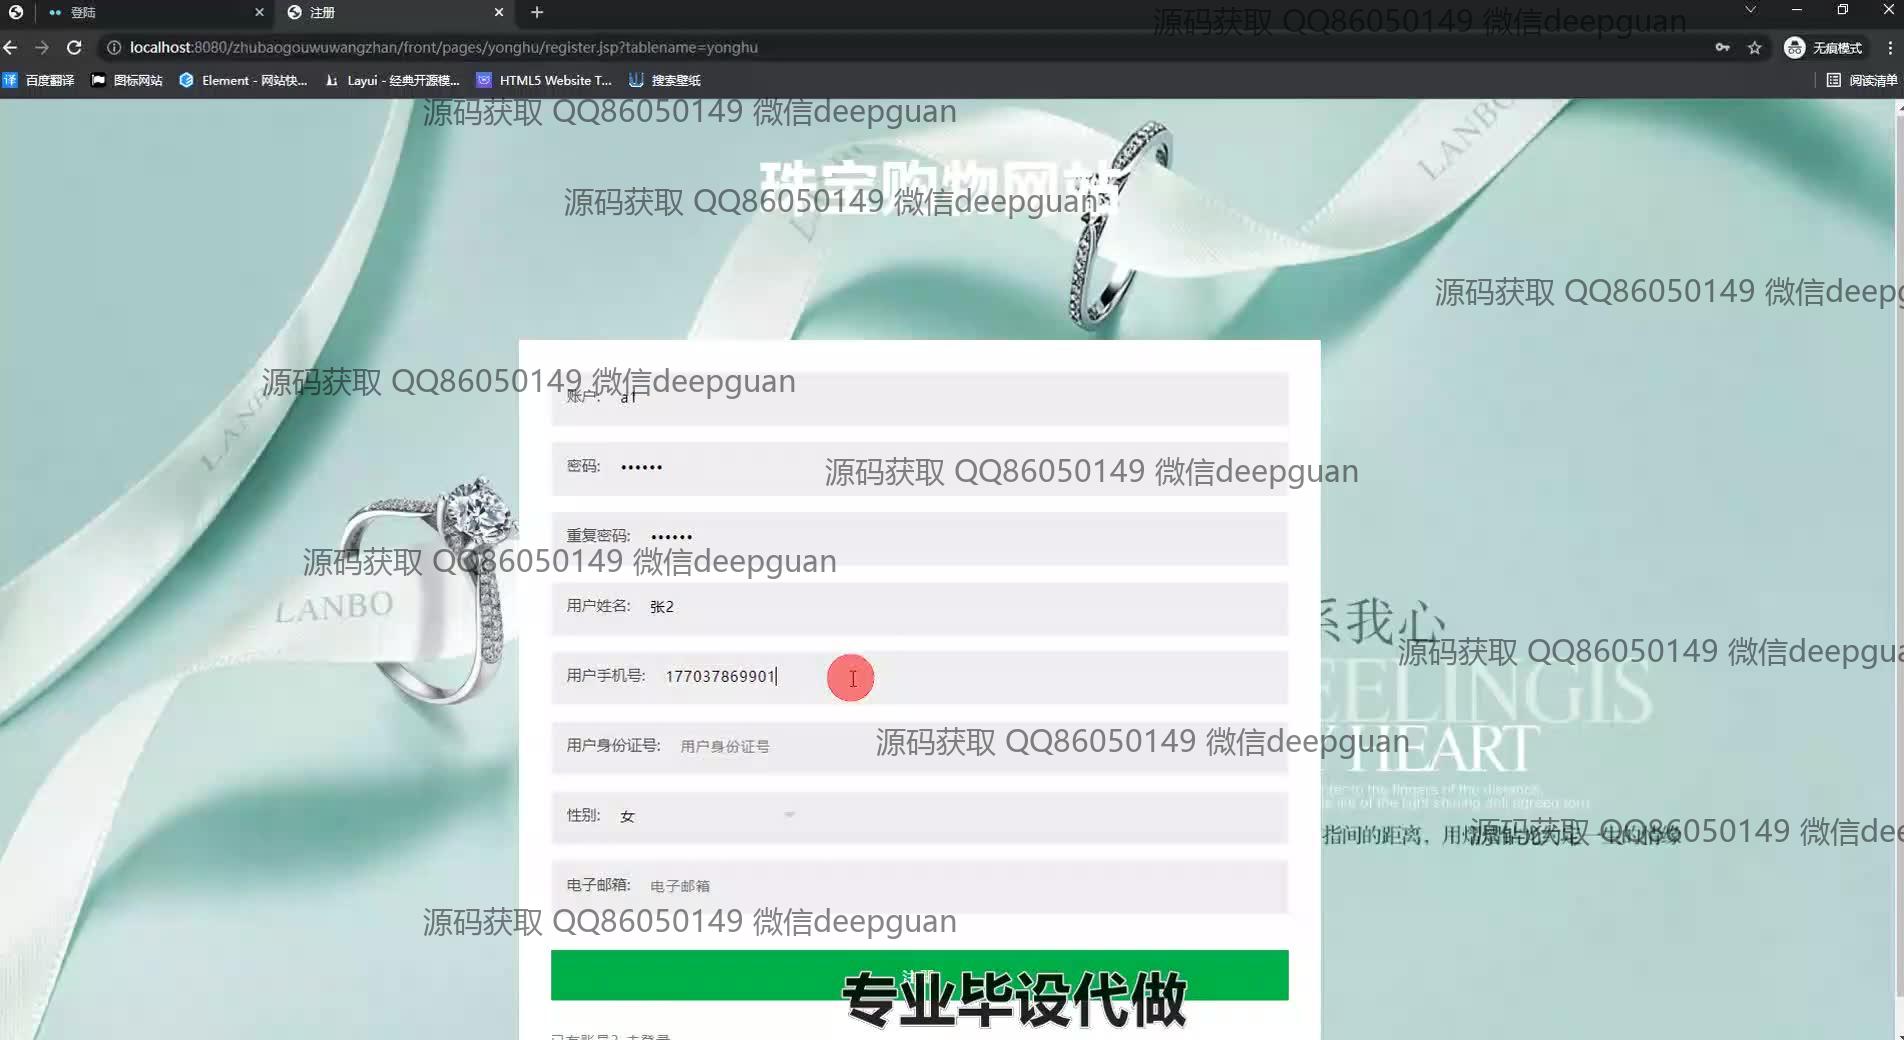 登陆
注册
localhost:8080/zhubaogouwuwangzhan/front/pages/yonghu/register.jsp?tablename=yonghu
无痕模式
百度翻译
图标网站
Element - 网站快...
Layui - 经典开源模...
HTML5 Website T...
搜索壁纸
阅读清单
源码获取 QQ86050149 微信deepguan
源码获取 QQ86050149 微信deepguan
LANBO
珠宝购物网站
源码获取 QQ86050149 微信deepguan
源码获取 QQ86050149 微信deepg
源码获取 QQ86050149 微信deepguan
账户: a1
密码: ••••••
源码获取 QQ86050149 微信deepguan
重复密码: ••••••
源码获取 QQ86050149 微信deepguan
LANBO
用户姓名: 张2
系我心
源码获取 QQ86050149 微信deepgua
用户手机号: 177037869901
EELINGIS
用户身份证号: 用户身份证号
源码获取 QQ86050149 微信deepguan
HEART
性别: 女
源码获取 QQ86050149 微信dee
指间的距离，用
电子邮箱: 电子邮箱
源码获取 QQ86050149 微信deepguan
专业毕设代做